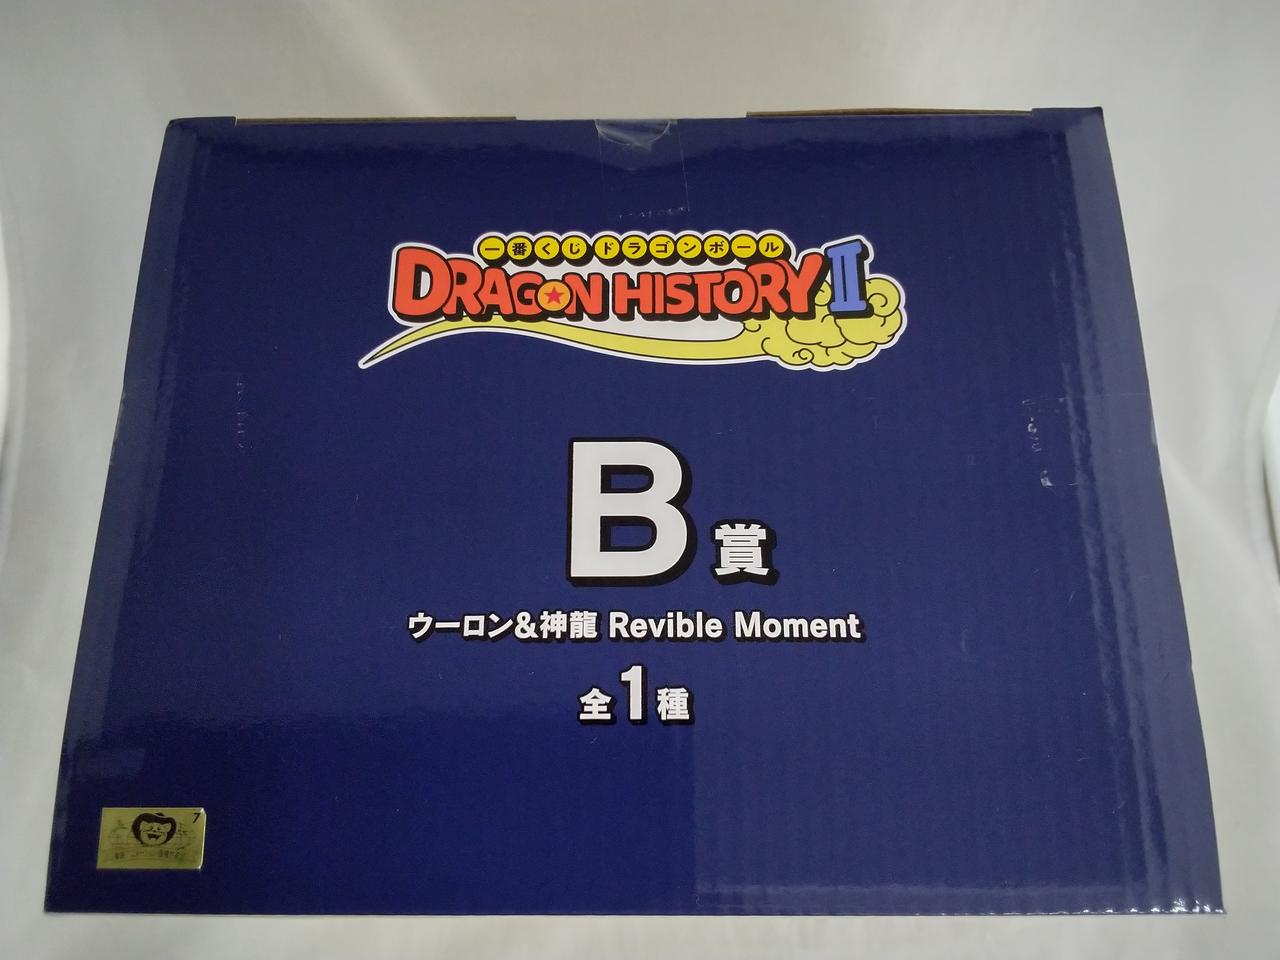 一番くじ ドラゴンボール
DRAGON HISTORY II
B賞
ウーロン&神龍 Revible Moment
全1種
7